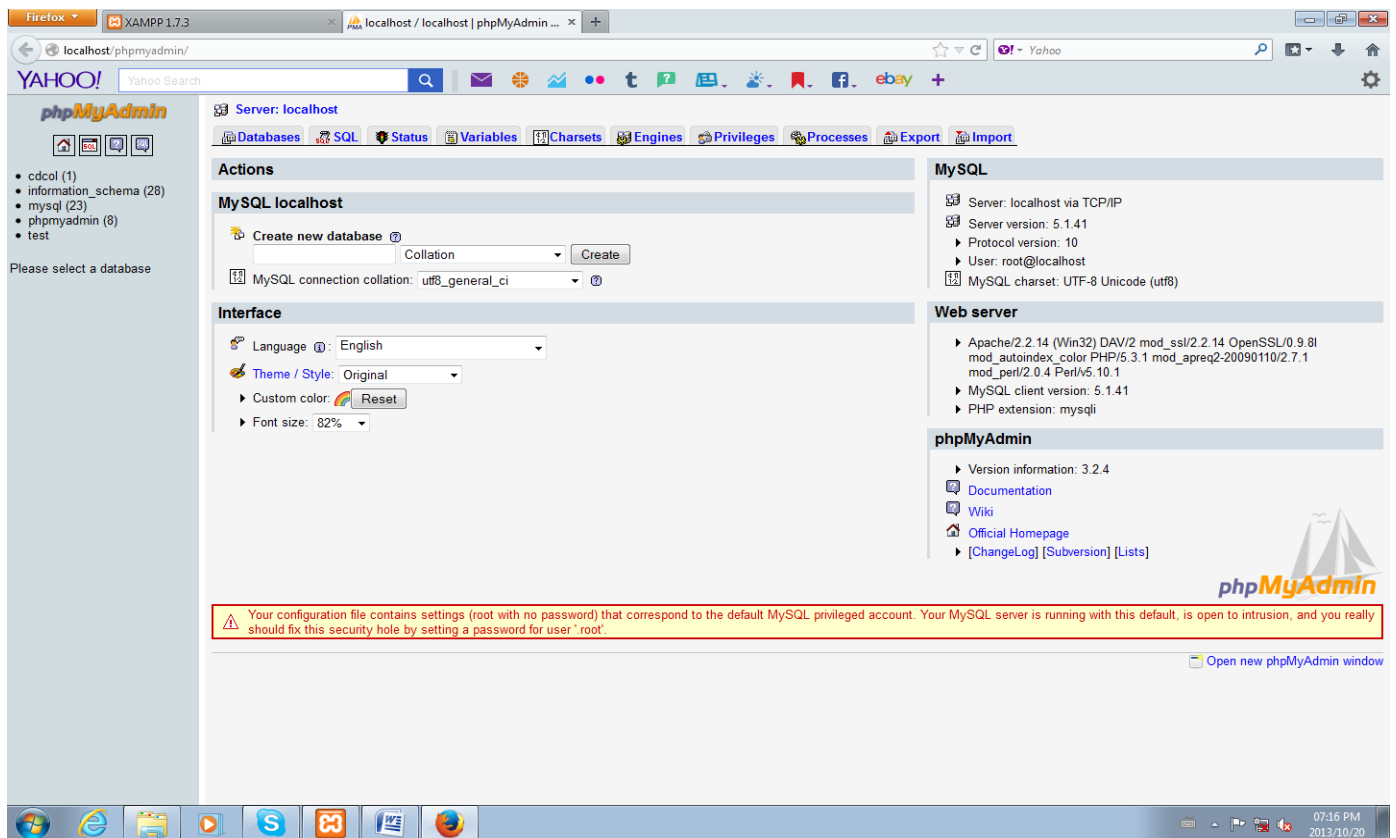 Firefox
XAMPP 1.7.3
localhost / localhost | phpMyAdmin ...
localhost/phpmyadmin/
Yahoo
YAHOO!
Yahoo Search
ebay
phpMyAdmin
SQL
cdcol (1)
information_schema (28)
mysql (23)
phpmyadmin (8)
test
Please select a database
Server: localhost
Databases SQL Status Variables Charsets Engines Privileges Processes Export Import
Actions
MySQL localhost
Create new database
Collation
Create
MySQL connection collation: utf8_general_ci
Interface
Language : English
Theme / Style: Original
Custom color: Reset
Font size: 82%
MySQL
Server: localhost via TCP/IP
Server version: 5.1.41
Protocol version: 10
User: root@localhost
MySQL charset: UTF-8 Unicode (utf8)
Web server
Apache/2.2.14 (Win32) DAV/2 mod_ssl/2.2.14 OpenSSL/0.9.8l
mod_autoindex_color PHP/5.3.1 mod_apreq2-20090110/2.7.1
mod_perl/2.0.4 Perl/v5.10.1
MySQL client version: 5.1.41
PHP extension: mysqli
phpMyAdmin
Version information: 3.2.4
Documentation
Wiki
Official Homepage
[ChangeLog] [Subversion] [Lists]
phpMyAdmin
Your configuration file contains settings (root with no password) that correspond to the default MySQL privileged account. Your MySQL server is running with this default, is open to intrusion, and you really
should fix this security hole by setting a password for user '.root'.
Open new phpMyAdmin window
07:16 PM
2013/10/20